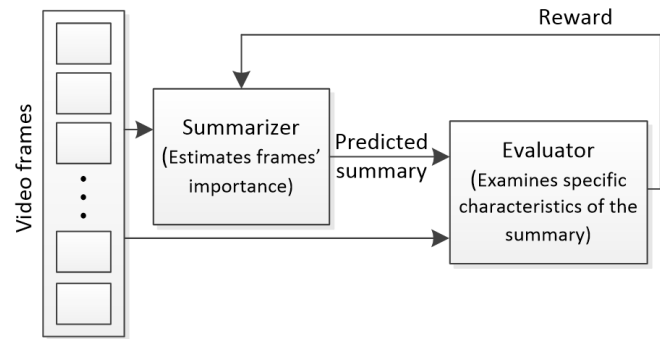 Reward
Video frames
Summarizer
(Estimates frames'
importance)
Predicted
summary
Evaluator
(Examines specific
characteristics of the
summary)